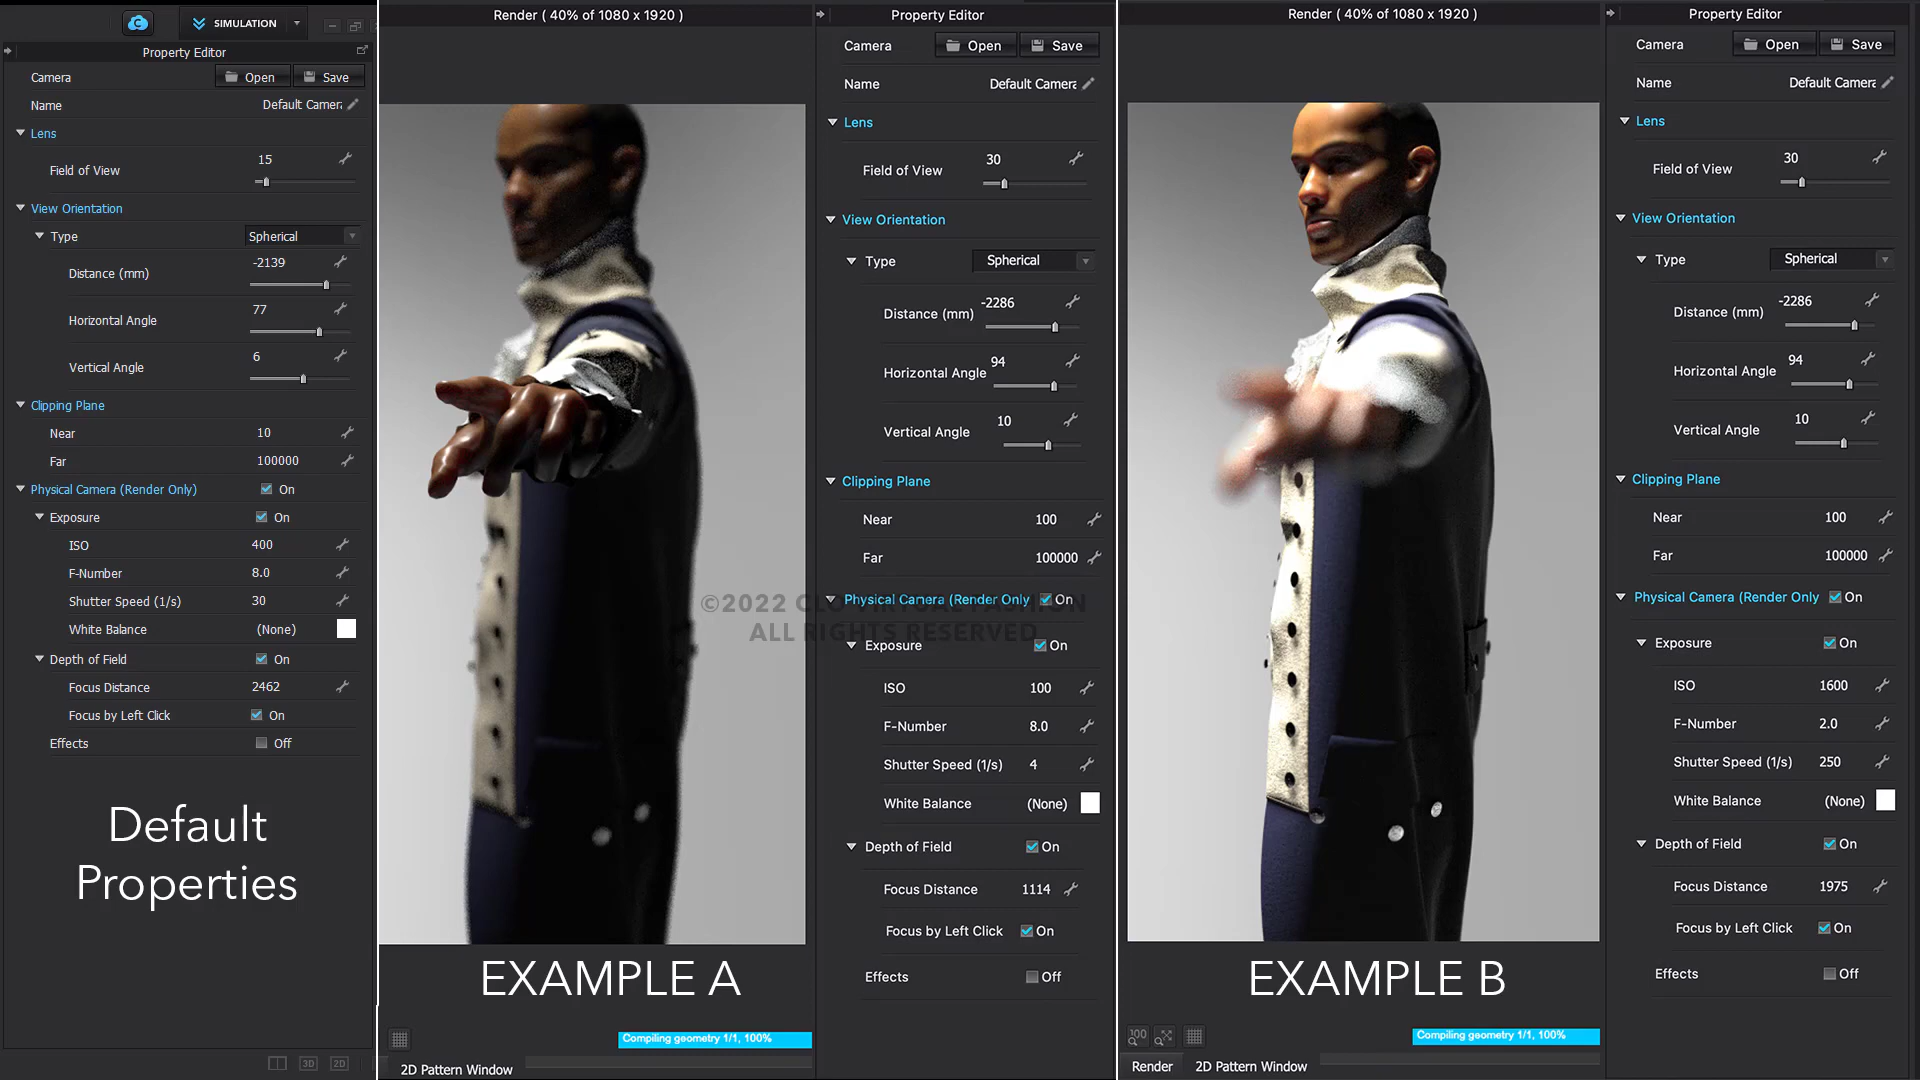 SIMULATION
Property Editor
Camera Open Save
Name Default Camera
Lens
Field of View 15
View Orientation
Type Spherical
Distance (mm) -2139
Horizontal Angle 77
Vertical Angle 6
Clipping Plane
Near 10
Far 100000
Physical Camera (Render Only) On
Exposure On
ISO 400
F-Number 8.0
Shutter Speed (1/s) 30
White Balance (None)
Depth of Field On
Focus Distance 2462
Focus by Left Click On
Effects Off
Default
Properties
3D 2D
Render ( 40% of 1080 x 1920 )
EXAMPLE A
Compiling geometry 1/1, 100%
2D Pattern Window
Property Editor
Camera Open Save
Name Default Camera
Lens
Field of View 30
View Orientation
Type Spherical
Distance (mm) -2286
Horizontal Angle 94
Vertical Angle 10
Clipping Plane
Near 100
Far 100000
Physical Camera (Render Only On
Exposure On
ISO 100
F-Number 8.0
Shutter Speed (1/s) 4
White Balance (None)
Depth of Field On
Focus Distance 1114
Focus by Left Click On
Effects Off
©2022 CLO VIRTUAL FASHION
ALL RIGHTS RESERVED
Render ( 40% of 1080 x 1920 )
EXAMPLE B
100
Compiling geometry 1/1, 100%
Render 2D Pattern Window
Property Editor
Camera Open Save
Name Default Camera
Lens
Field of View 30
View Orientation
Type Spherical
Distance (mm) -2286
Horizontal Angle 94
Vertical Angle 10
Clipping Plane
Near 100
Far 100000
Physical Camera (Render Only On
Exposure On
ISO 1600
F-Number 2.0
Shutter Speed (1/s) 250
White Balance (None)
Depth of Field On
Focus Distance 1975
Focus by Left Click On
Effects Off